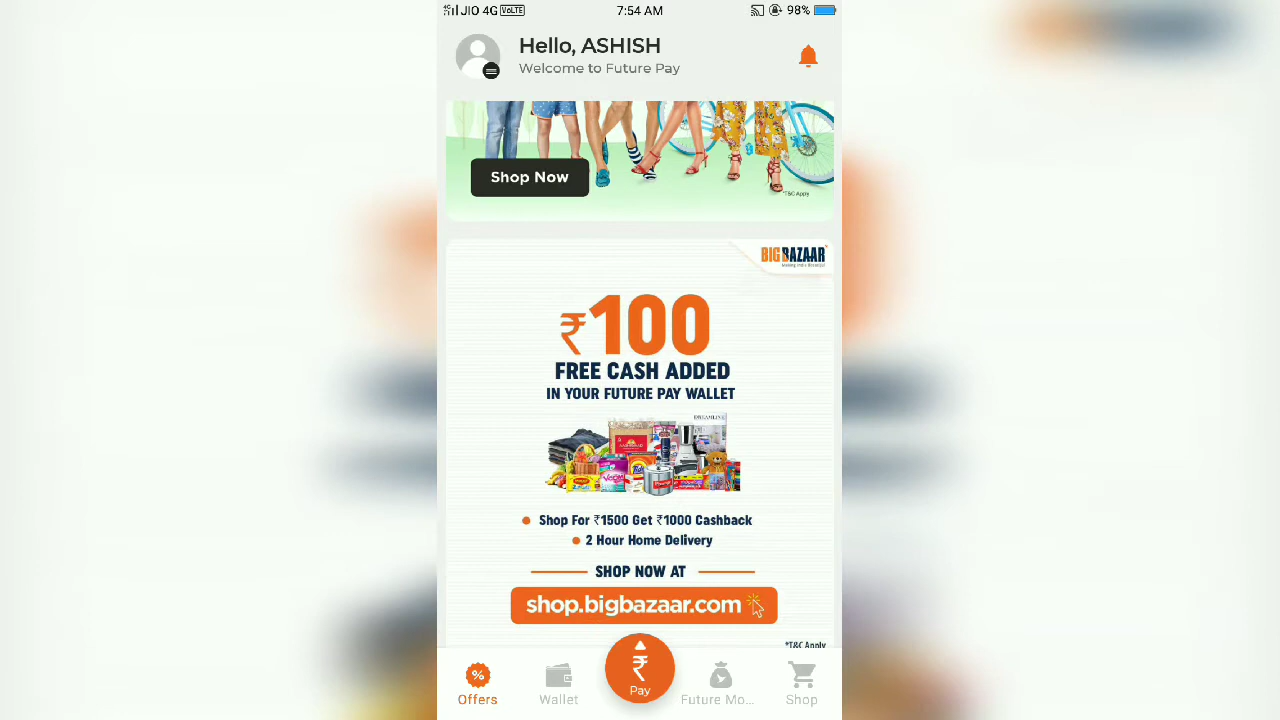 JIO 4G VoLTE 7:54 AM 98%
Hello, ASHISH
Welcome to Future Pay
Shop Now
*T&C Apply
BIG BAZAAR
₹100
FREE CASH ADDED
IN YOUR FUTURE PAY WALLET
DREAMLINE
Shop For ₹1500 Get ₹1000 Cashback
2 Hour Home Delivery
SHOP NOW AT
shop.bigbazaar.com
*T&C Apply
Offers
Wallet
₹
Pay
Future Mo...
Shop